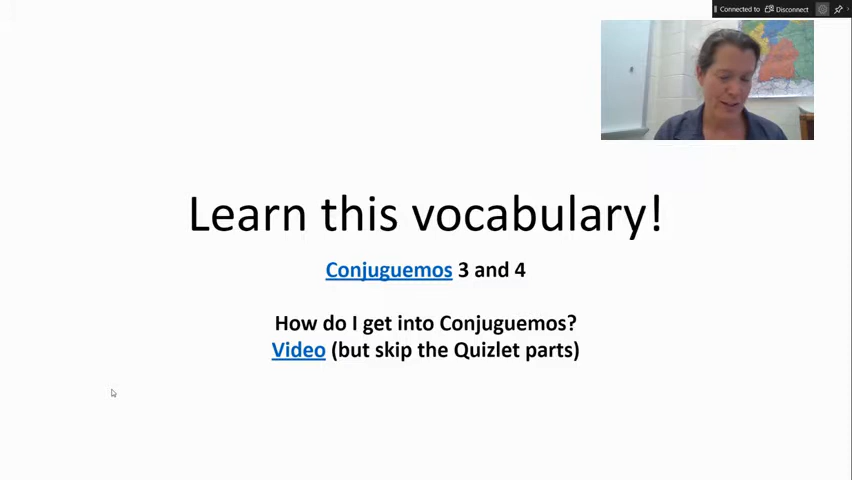 Connected to Disconnect
Learn this vocabulary!
Conjuguemos 3 and 4
How do I get into Conjuguemos?
Video (but skip the Quizlet parts)